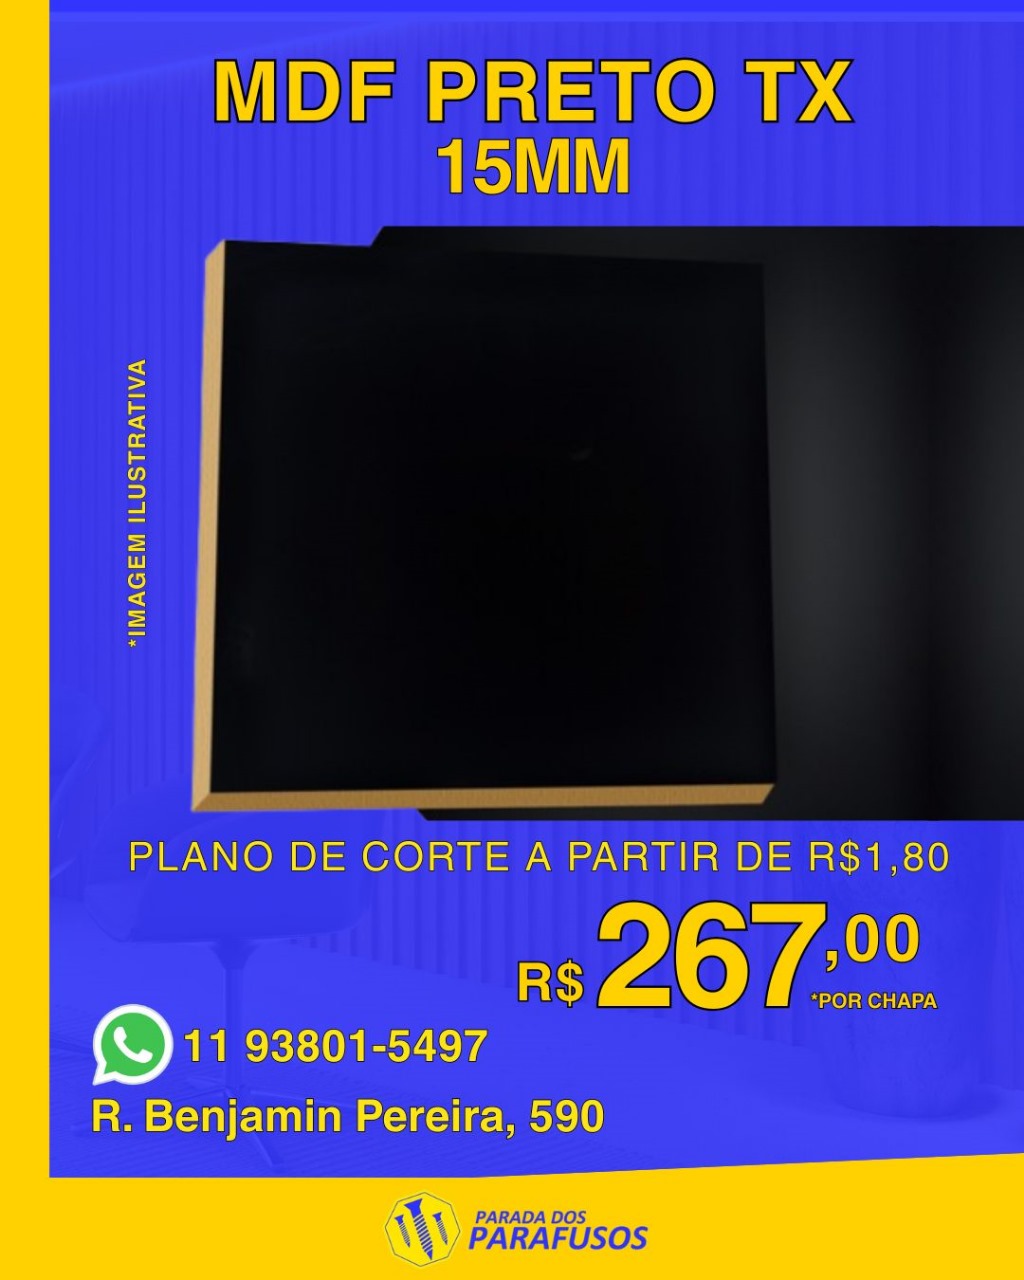 MDF PRETO TX
15MM
*IMAGEM ILUSTRATIVA
PLANO DE CORTE A PARTIR DE R$1,80
R$ 267,00
*POR CHAPA
11 93801-5497
R. Benjamin Pereira, 590
PARADA DOS
PARAFUSOS